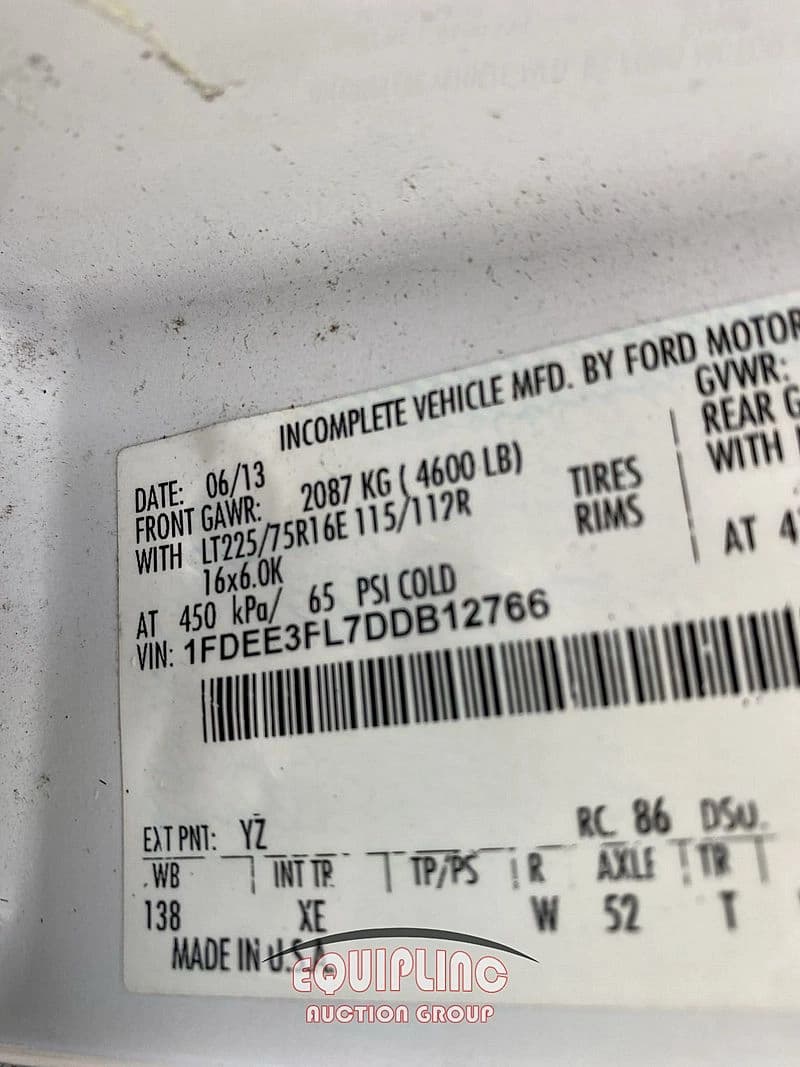 INCOMPLETE VEHICLE MFD. BY FORD MOTOR
DATE: 06/13
GVWR:
FRONT GAWR: 2087 KG ( 4600 LB)
REAR G
WITH LT225/75R16E 115/112R TIRES
WITH
16x6.0K RIMS
AT 450 kPa/ 65 PSI COLD
AT 4
VIN: 1FDEE3FL7DDB12766
EXT PNT: YZ
RC 86 DSO.
WB INT TR TP/PS R AXLE TR
138 XE W 52 T
MADE IN U.S.A.
EQUIPLINC
AUCTION GROUP